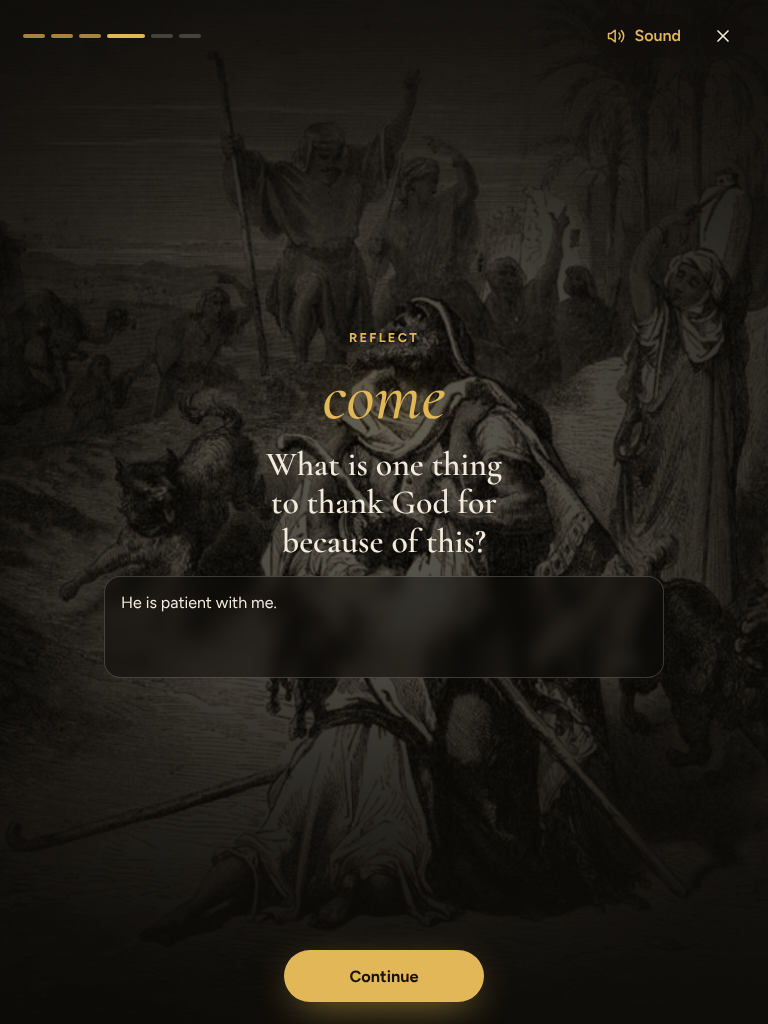 Sound
REFLECT
come
What is one thing
to thank God for
because of this?
He is patient with me.
Continue